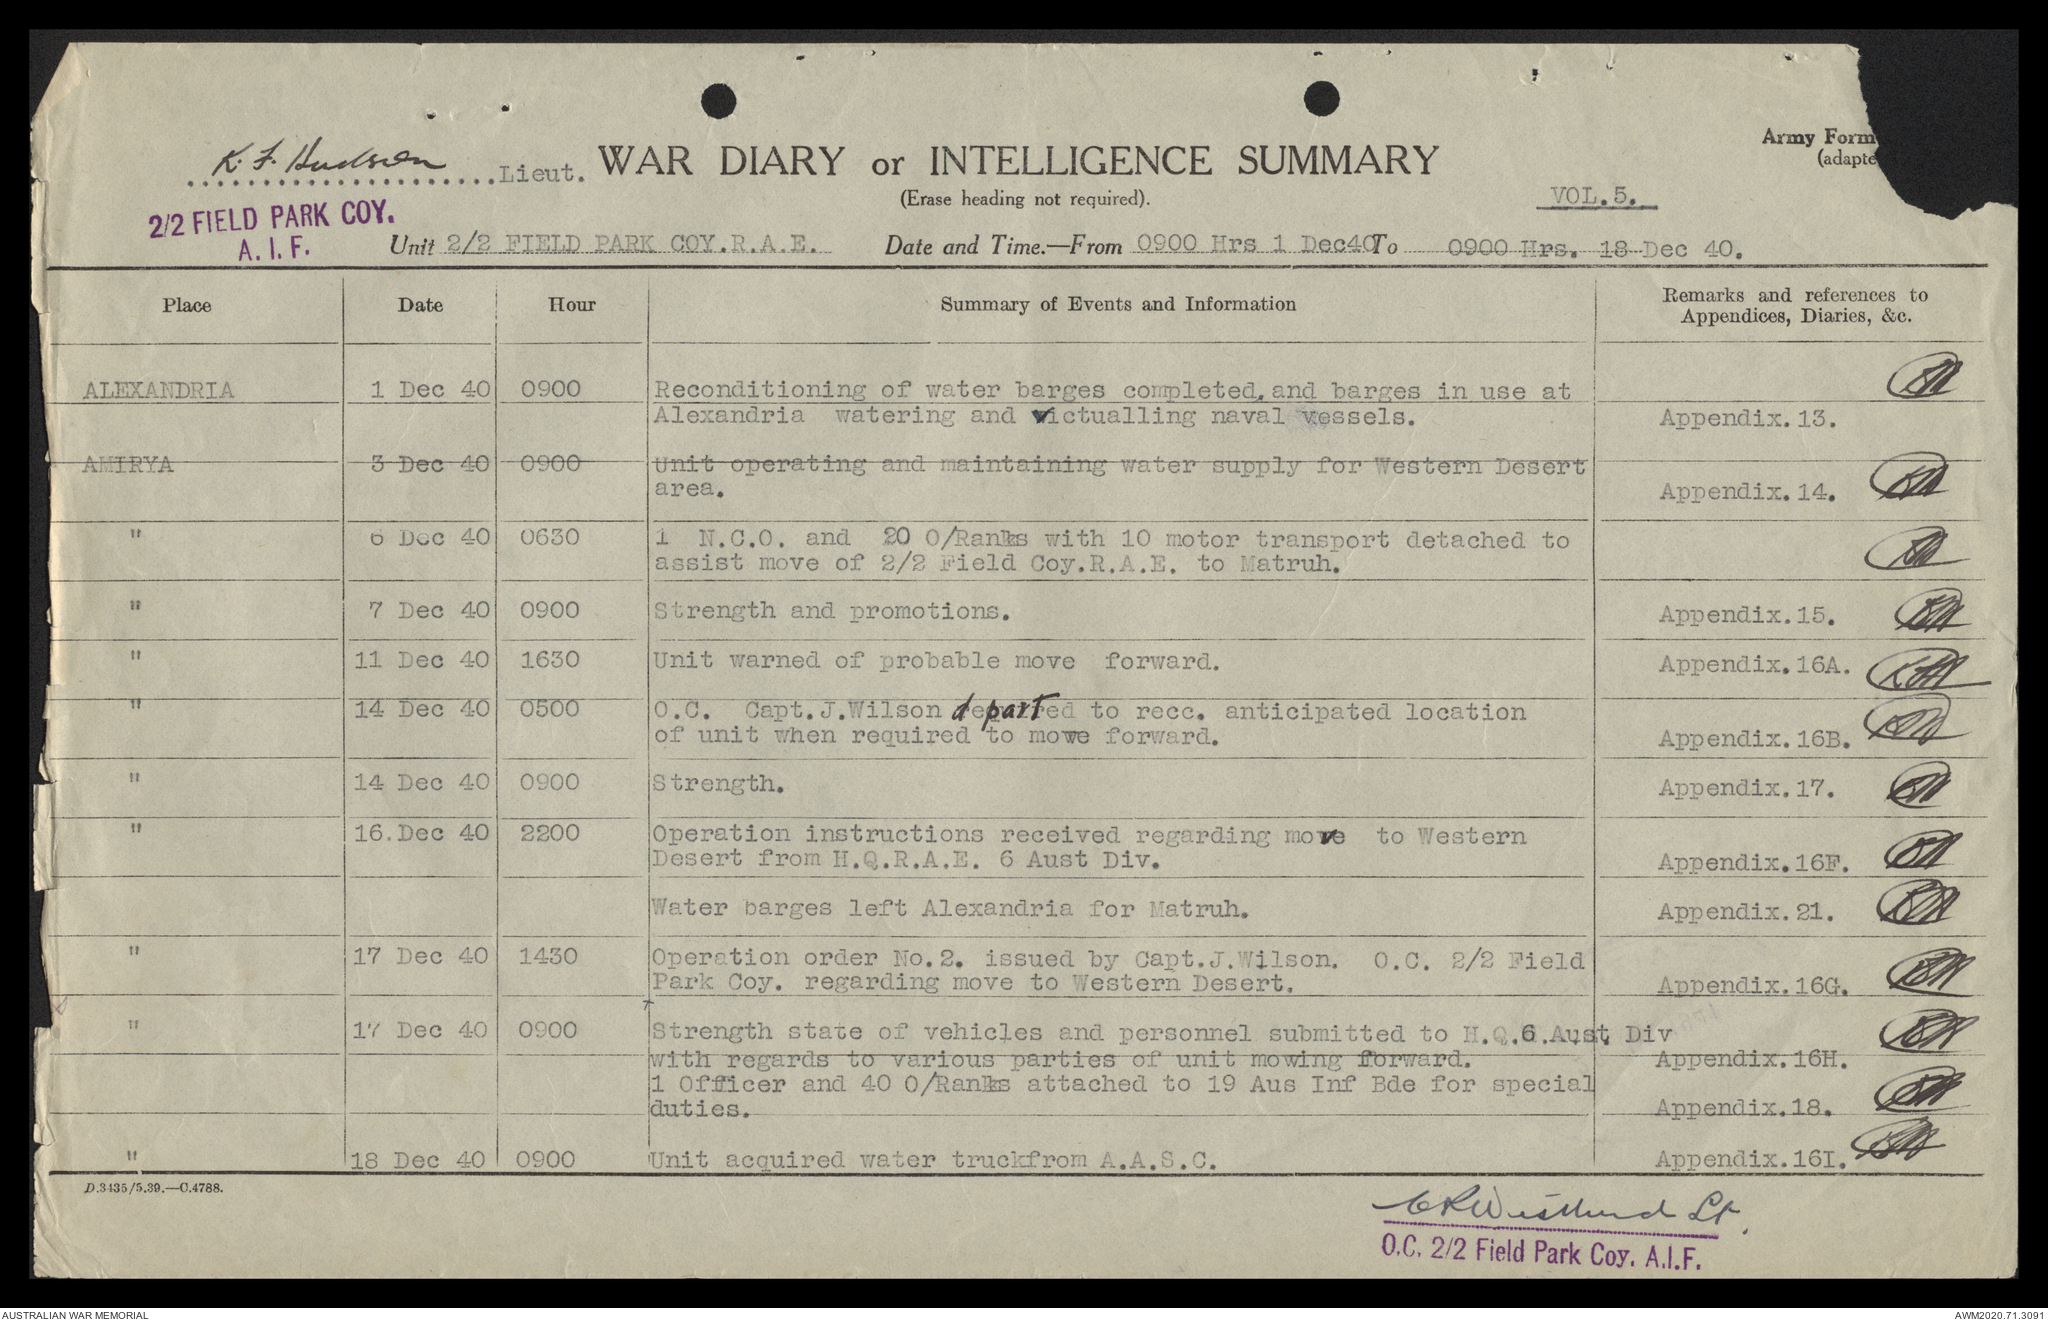 Army Form
(adapte
K. F. Hudson
....................Lieut. WAR DIARY or INTELLIGENCE SUMMARY
(Erase heading not required).
VOL.5.
2/2 FIELD PARK COY.
A. I. F.
Unit 2/2 FIELD PARK COY.R.A.E. Date and Time.—From 0900 Hrs 1 Dec40 To 0900 Hrs. 18 Dec 40.
Place Date Hour Summary of Events and Information Remarks and references to
Appendices, Diaries, &c.
ALEXANDRIA 1 Dec 40 0900 Reconditioning of water barges completed, and barges in use at
Alexandria watering and victualling naval vessels. Appendix.13.
AMIRYA 3 Dec 40 0900 Unit operating and maintaining water supply for Western Desert
area. Appendix.14.
" 6 Dec 40 0630 1 N.C.O. and 20 O/Ranks with 10 motor transport detached to
assist move of 2/2 Field Coy.R.A.E. to Matruh.
" 7 Dec 40 0900 Strength and promotions. Appendix.15.
" 11 Dec 40 1630 Unit warned of probable move forward. Appendix.16A.
" 14 Dec 40 0500 O.C. Capt.J.Wilson departed to recc. anticipated location
of unit when required to move forward. Appendix.16B.
" 14 Dec 40 0900 Strength. Appendix.17.
" 16.Dec 40 2200 Operation instructions received regarding move to Western
Desert from H.Q.R.A.E. 6 Aust Div. Appendix.16F.
Water barges left Alexandria for Matruh. Appendix.21.
" 17 Dec 40 1430 Operation order No.2. issued by Capt.J.Wilson. O.C. 2/2 Field
Park Coy. regarding move to Western Desert. Appendix.16G.
" 17 Dec 40 0900 Strength state of vehicles and personnel submitted to H.Q.6.Aust Div
with regards to various parties of unit mowing forward. Appendix.16H.
1 Officer and 40 O/Ranks attached to 19 Aus Inf Bde for special
duties. Appendix.18.
" 18 Dec 40 0900 Unit acquired water truckfrom A.A.S.C. Appendix.16I.
D.3435/5.39.—C.4788.
Lt.
O.C. 2/2 Field Park Coy. A.I.F.
AUSTRALIAN WAR MEMORIAL AWM2020.71.3091